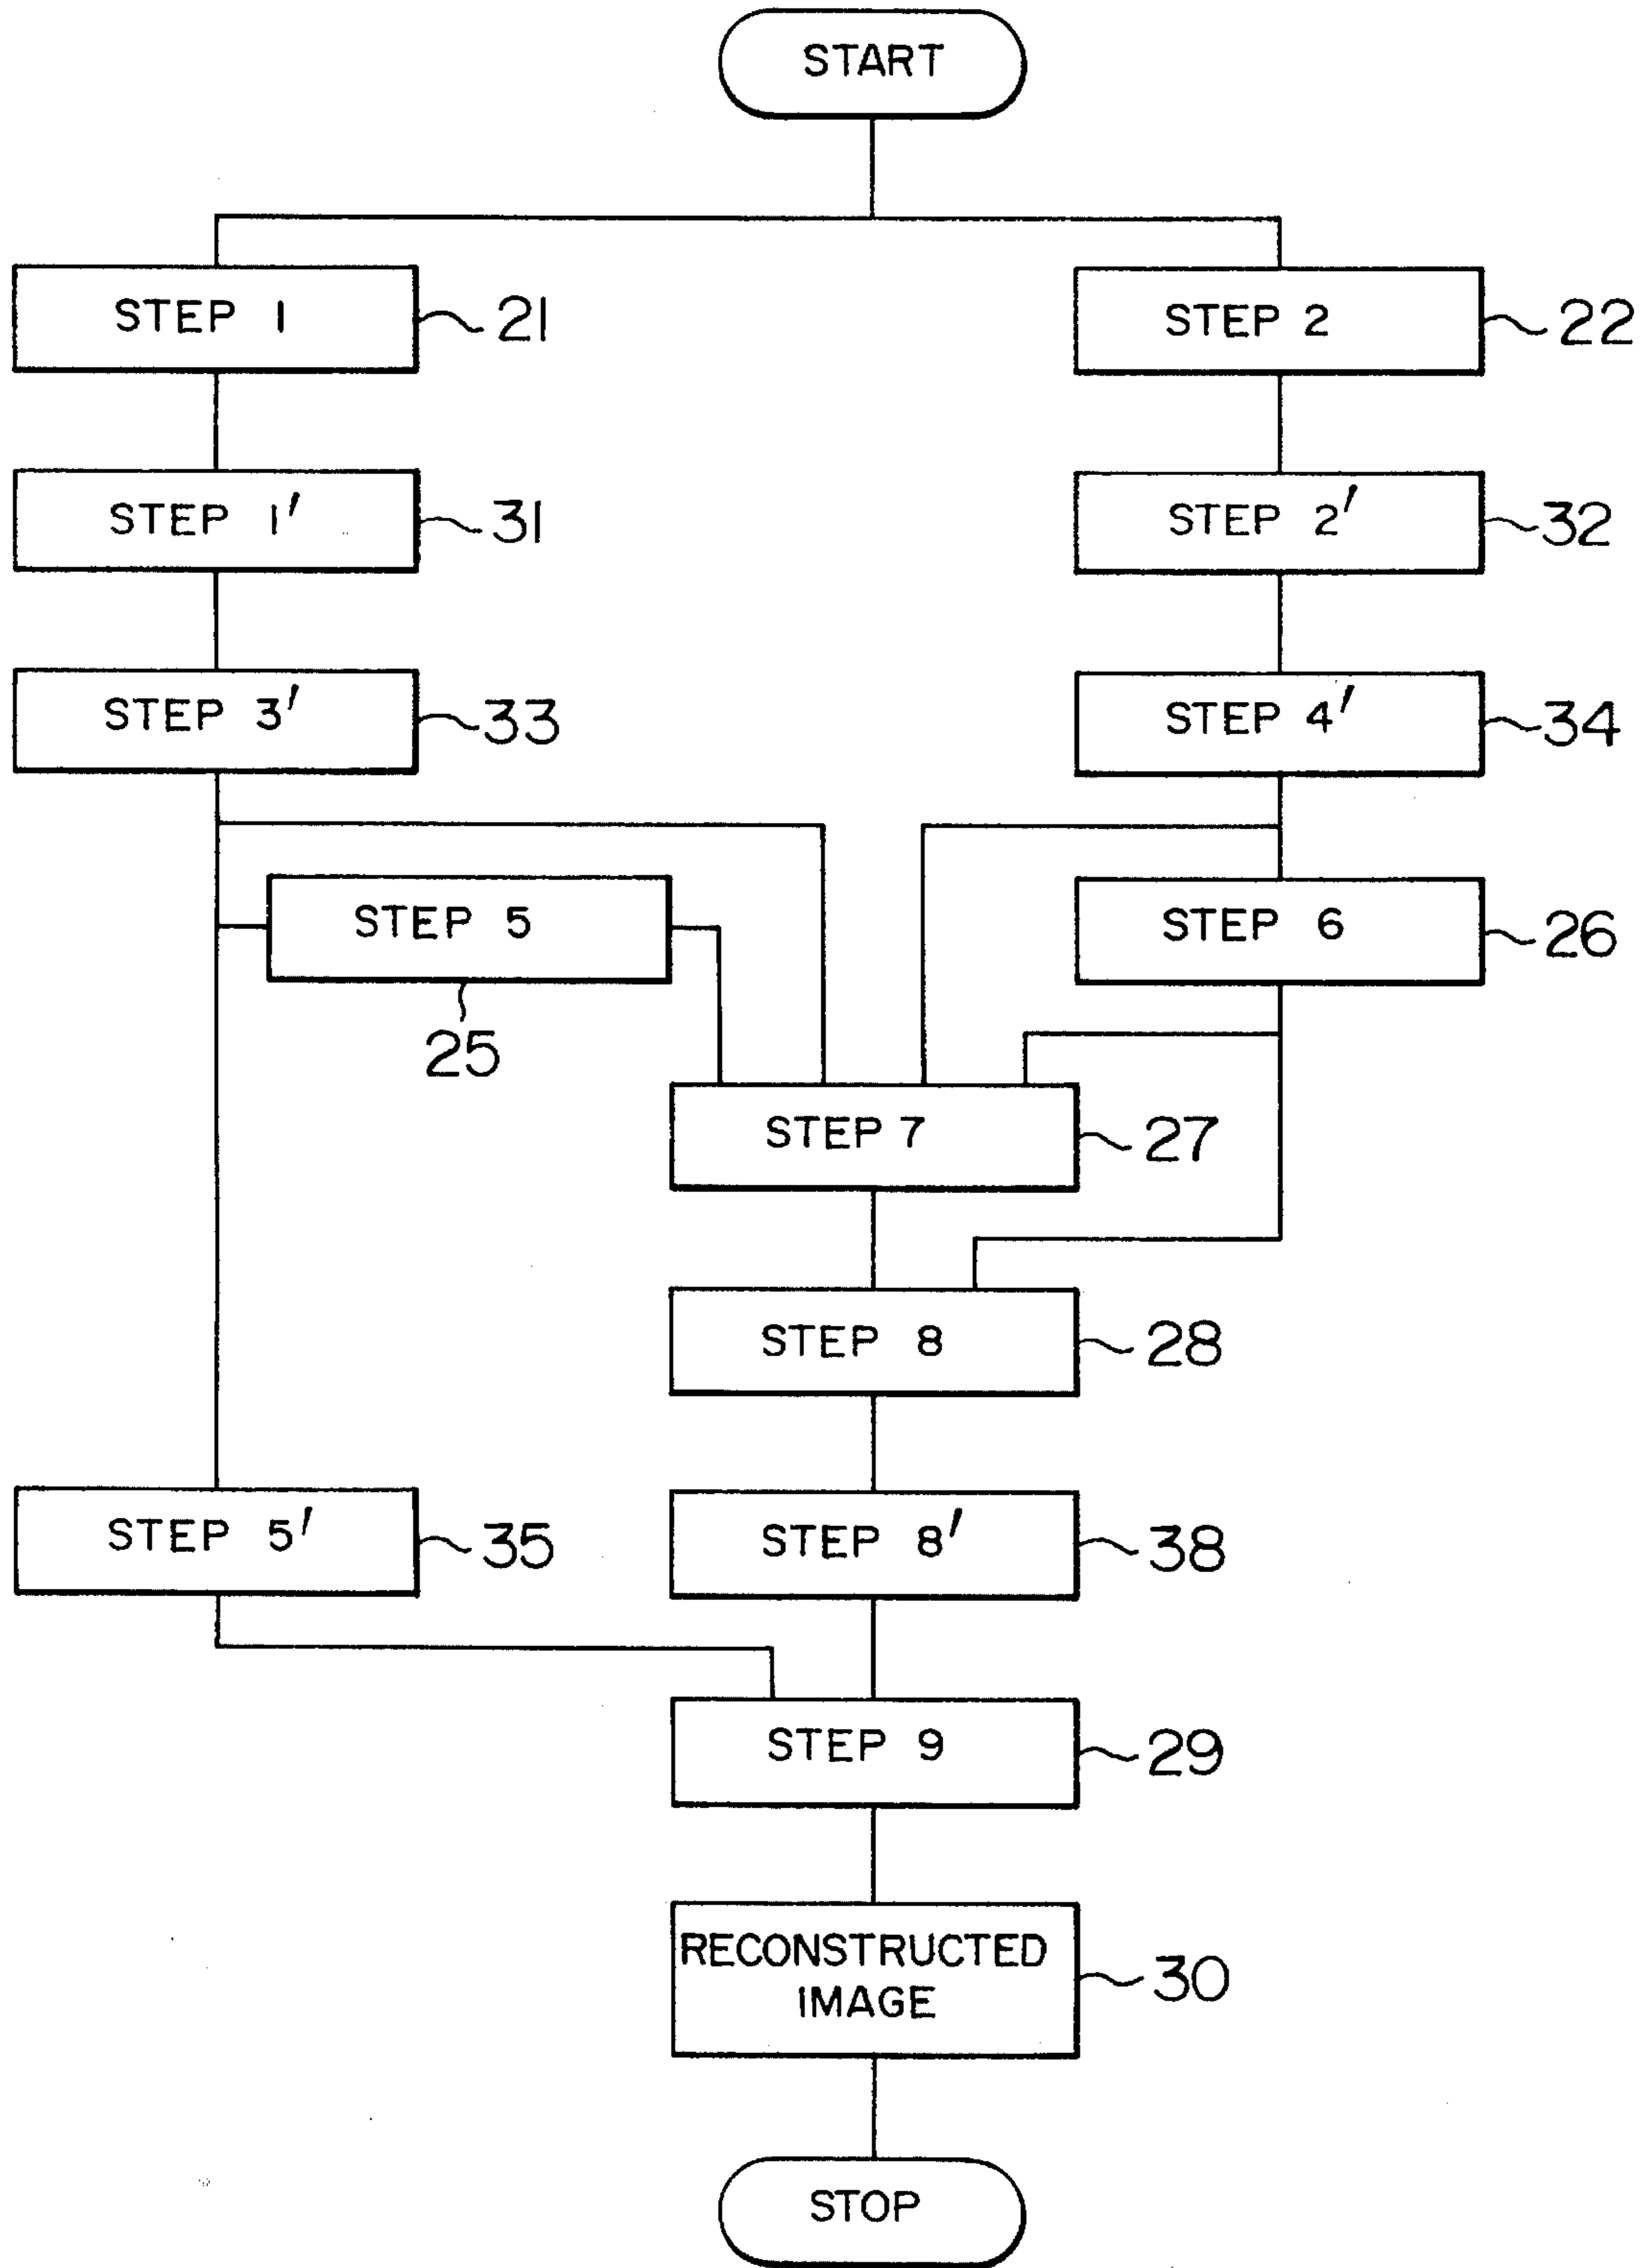 START
STEP 1
21
STEP 2
22
STEP 1'
31
STEP 2'
32
STEP 3'
33
STEP 4'
34
STEP 5
25
STEP 6
26
STEP 7
27
STEP 8
28
STEP 5'
35
STEP 8'
38
STEP 9
29
RECONSTRUCTED
IMAGE
30
STOP